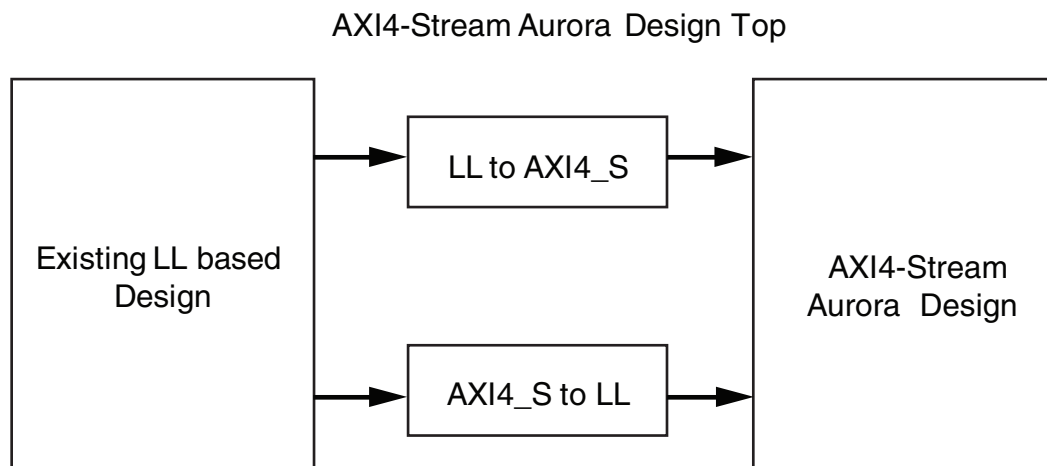 AXI4-Stream Aurora Design Top
LL to AXI4_S
Existing LL based
Design
AXI4-Stream
Aurora Design
AXI4_S to LL